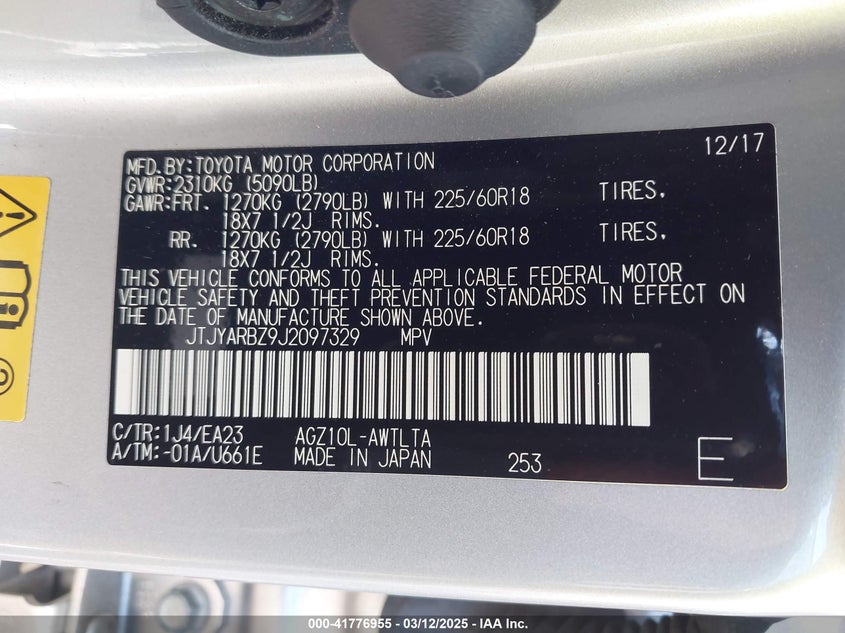 12/17
MFD.BY:TOYOTA MOTOR CORPORATION
GVWR:2310KG (5090LB)
GAWR:FRT. 1270KG (2790LB) WITH 225/60R18 TIRES,
18X7 1/2J RIMS.
RR. 1270KG (2790LB) WITH 225/60R18 TIRES,
18X7 1/2J RIMS.
THIS VEHICLE CONFORMS TO ALL APPLICABLE FEDERAL MOTOR
VEHICLE SAFETY AND THEFT PREVENTION STANDARDS IN EFFECT ON
THE DATE OF MANUFACTURE SHOWN ABOVE.
JTJYARBZ9J2097329 MPV
C/TR:1J4/EA23 AGZ10L-AWTLTA
A/TM:-01A/U661E MADE IN JAPAN 253 E
000-41776955 — 03/12/2025 — IAA Inc.